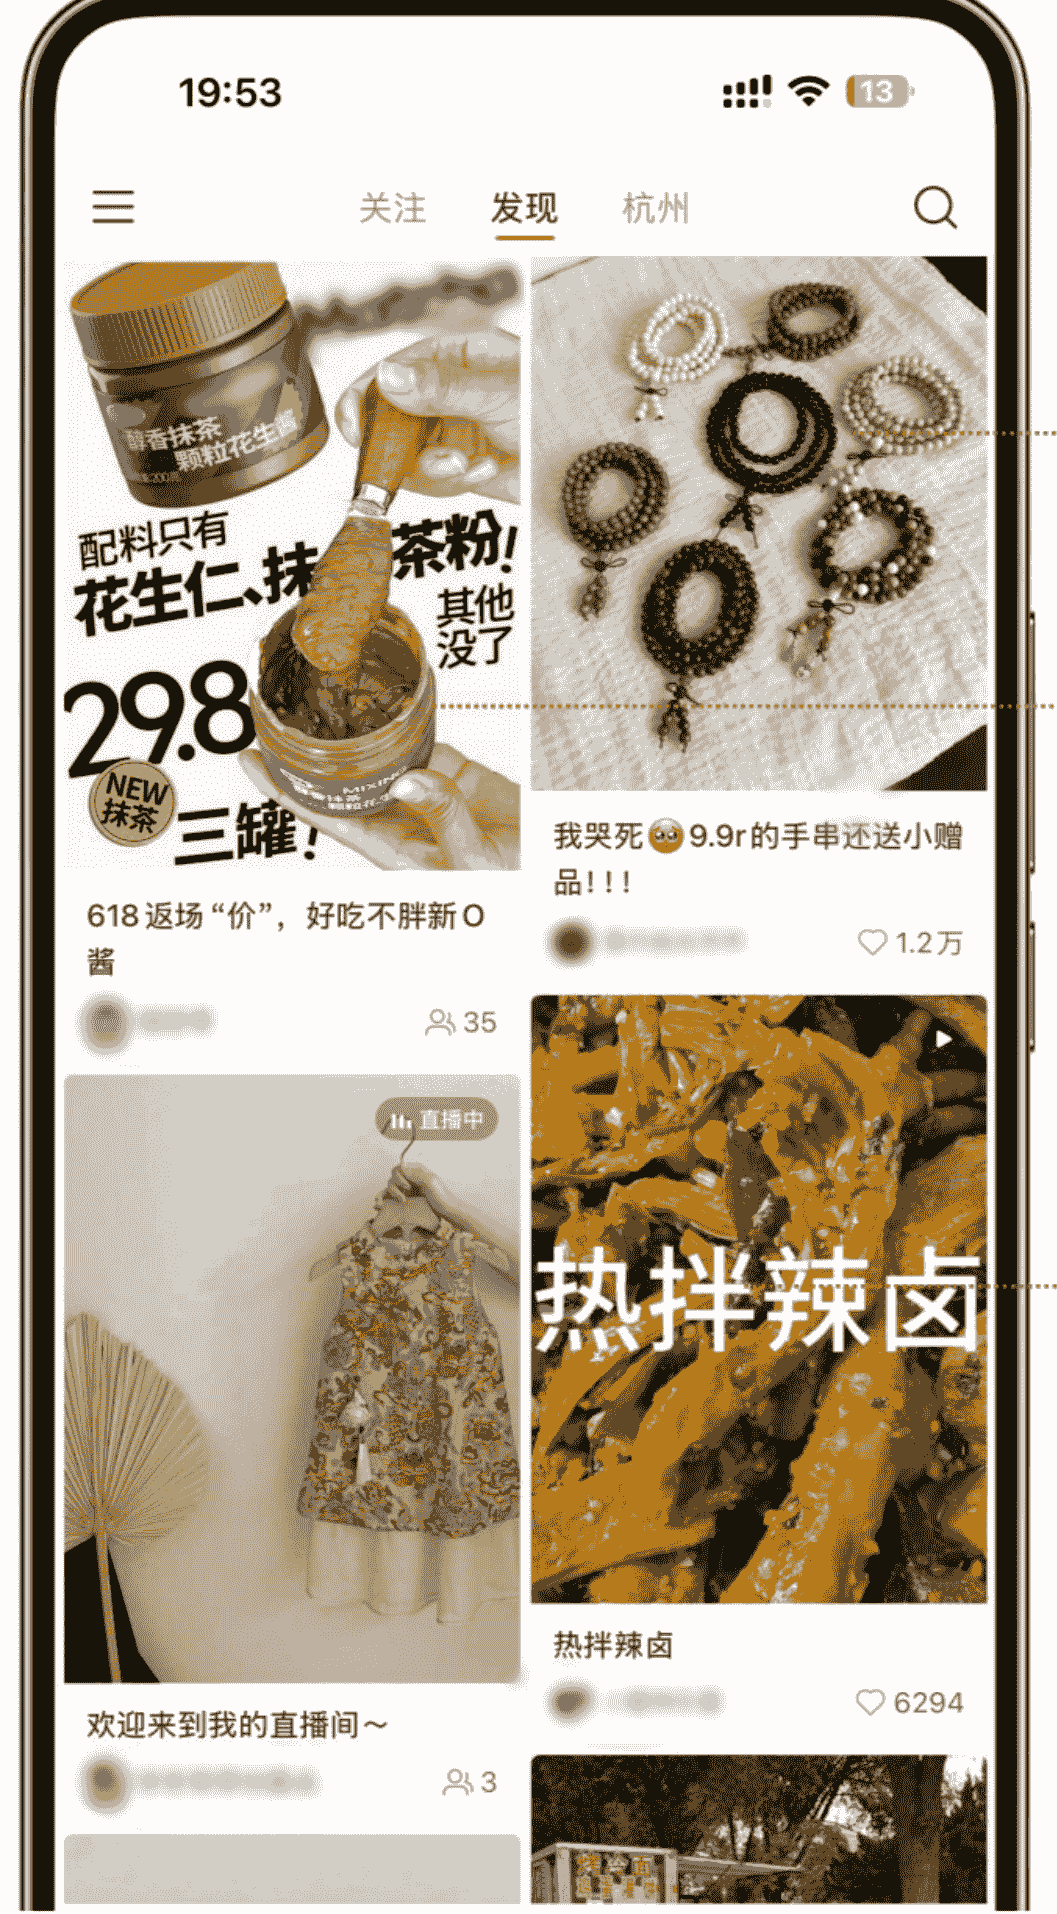 19:53
13
关注
发现
杭州
醇香抹茶
颗粒花生酱
配料只有
花生仁、抹
茶粉!
其他
没了
29.8
NEW
抹茶
三罐!
MIXING
618返场“价”，好吃不胖新O
酱
35
直播中
欢迎来到我的直播间～
3
我哭死🥹9.9r的手串还送小赠
品!!!
1.2万
热拌辣卤
热拌辣卤
6294